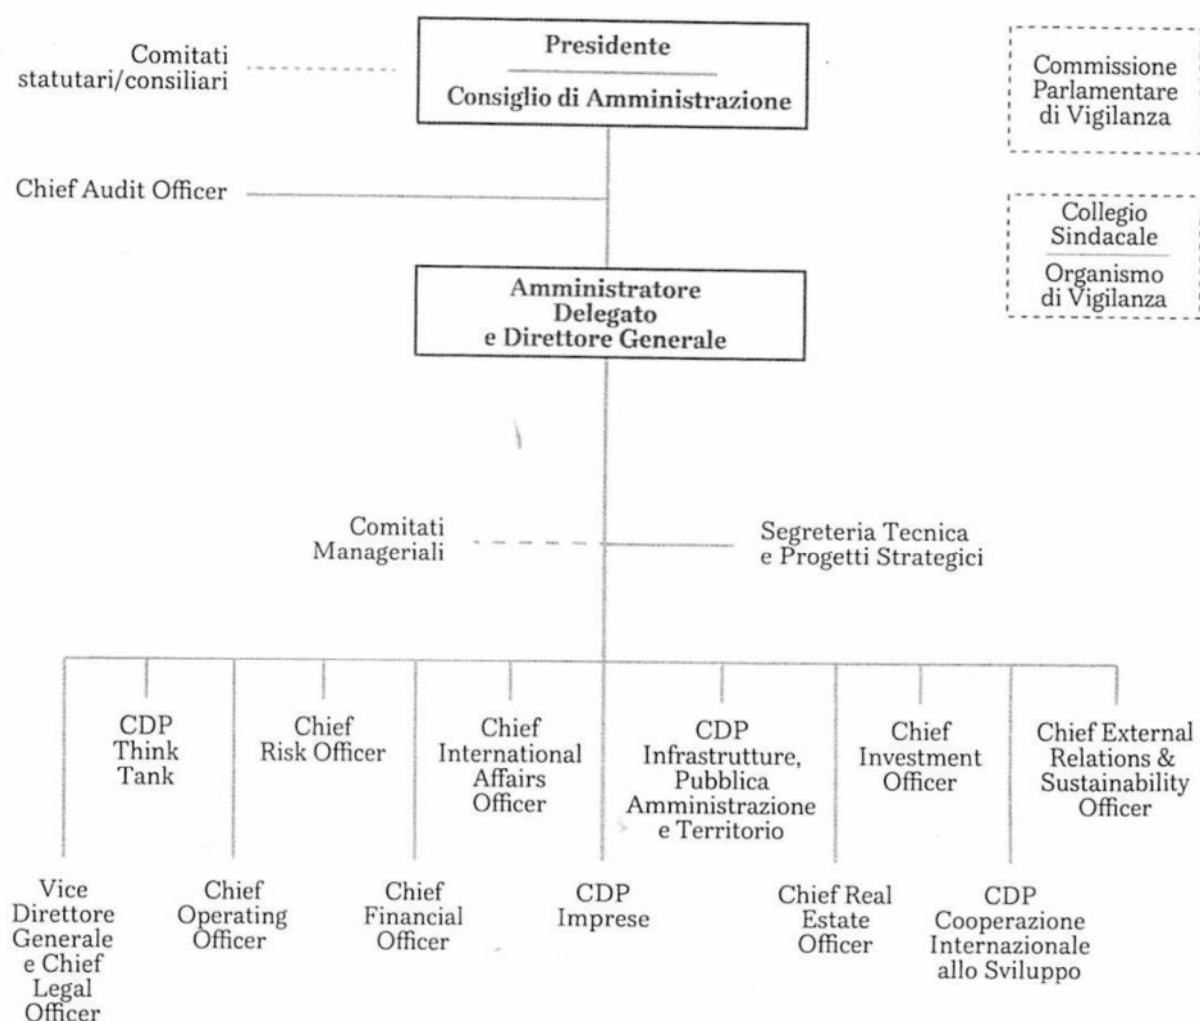 Comitati
statutari/consiliari
Presidente
Consiglio di Amministrazione
Commissione
Parlamentare
di Vigilanza
Chief Audit Officer
Collegio
Sindacale
Organismo
di Vigilanza
Amministratore
Delegato
e Direttore Generale
Comitati
Manageriali
Segreteria Tecnica
e Progetti Strategici
CDP
Think
Tank
Chief
Risk Officer
Chief
International
Affairs
Officer
CDP
Infrastrutture,
Pubblica
Amministrazione
e Territorio
Chief
Investment
Officer
Chief External
Relations &
Sustainability
Officer
Vice
Direttore
Generale
e Chief
Legal
Officer
Chief
Operating
Officer
Chief
Financial
Officer
CDP
Imprese
Chief Real
Estate
Officer
CDP
Cooperazione
Internazionale
allo Sviluppo